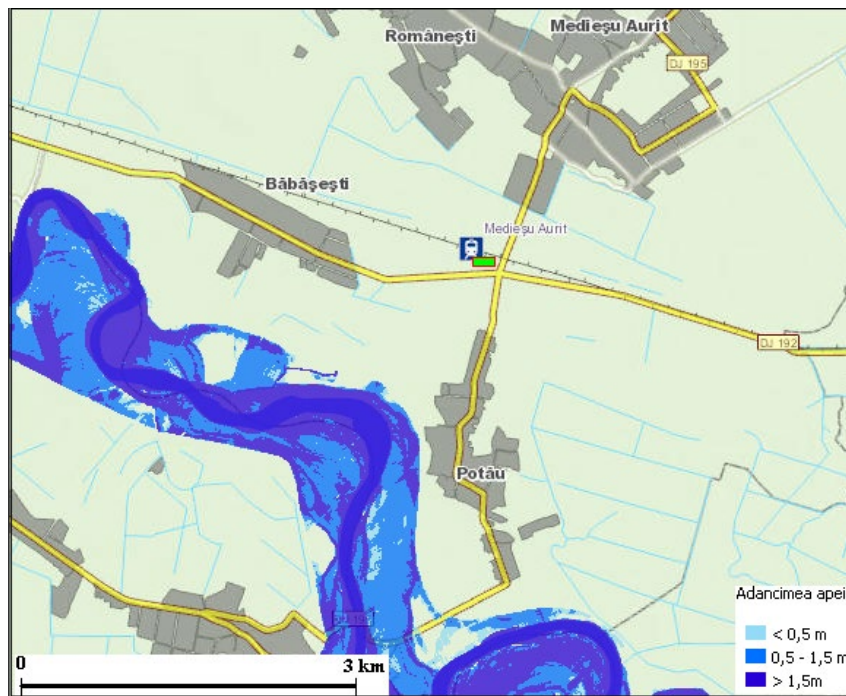 Românești
Medieșu Aurit
DJ 195
Băbășești
Medieșu Aurit
DJ 192
Potău
Adancimea apei
< 0,5 m
0,5 - 1,5 m
> 1,5m
0
3 km